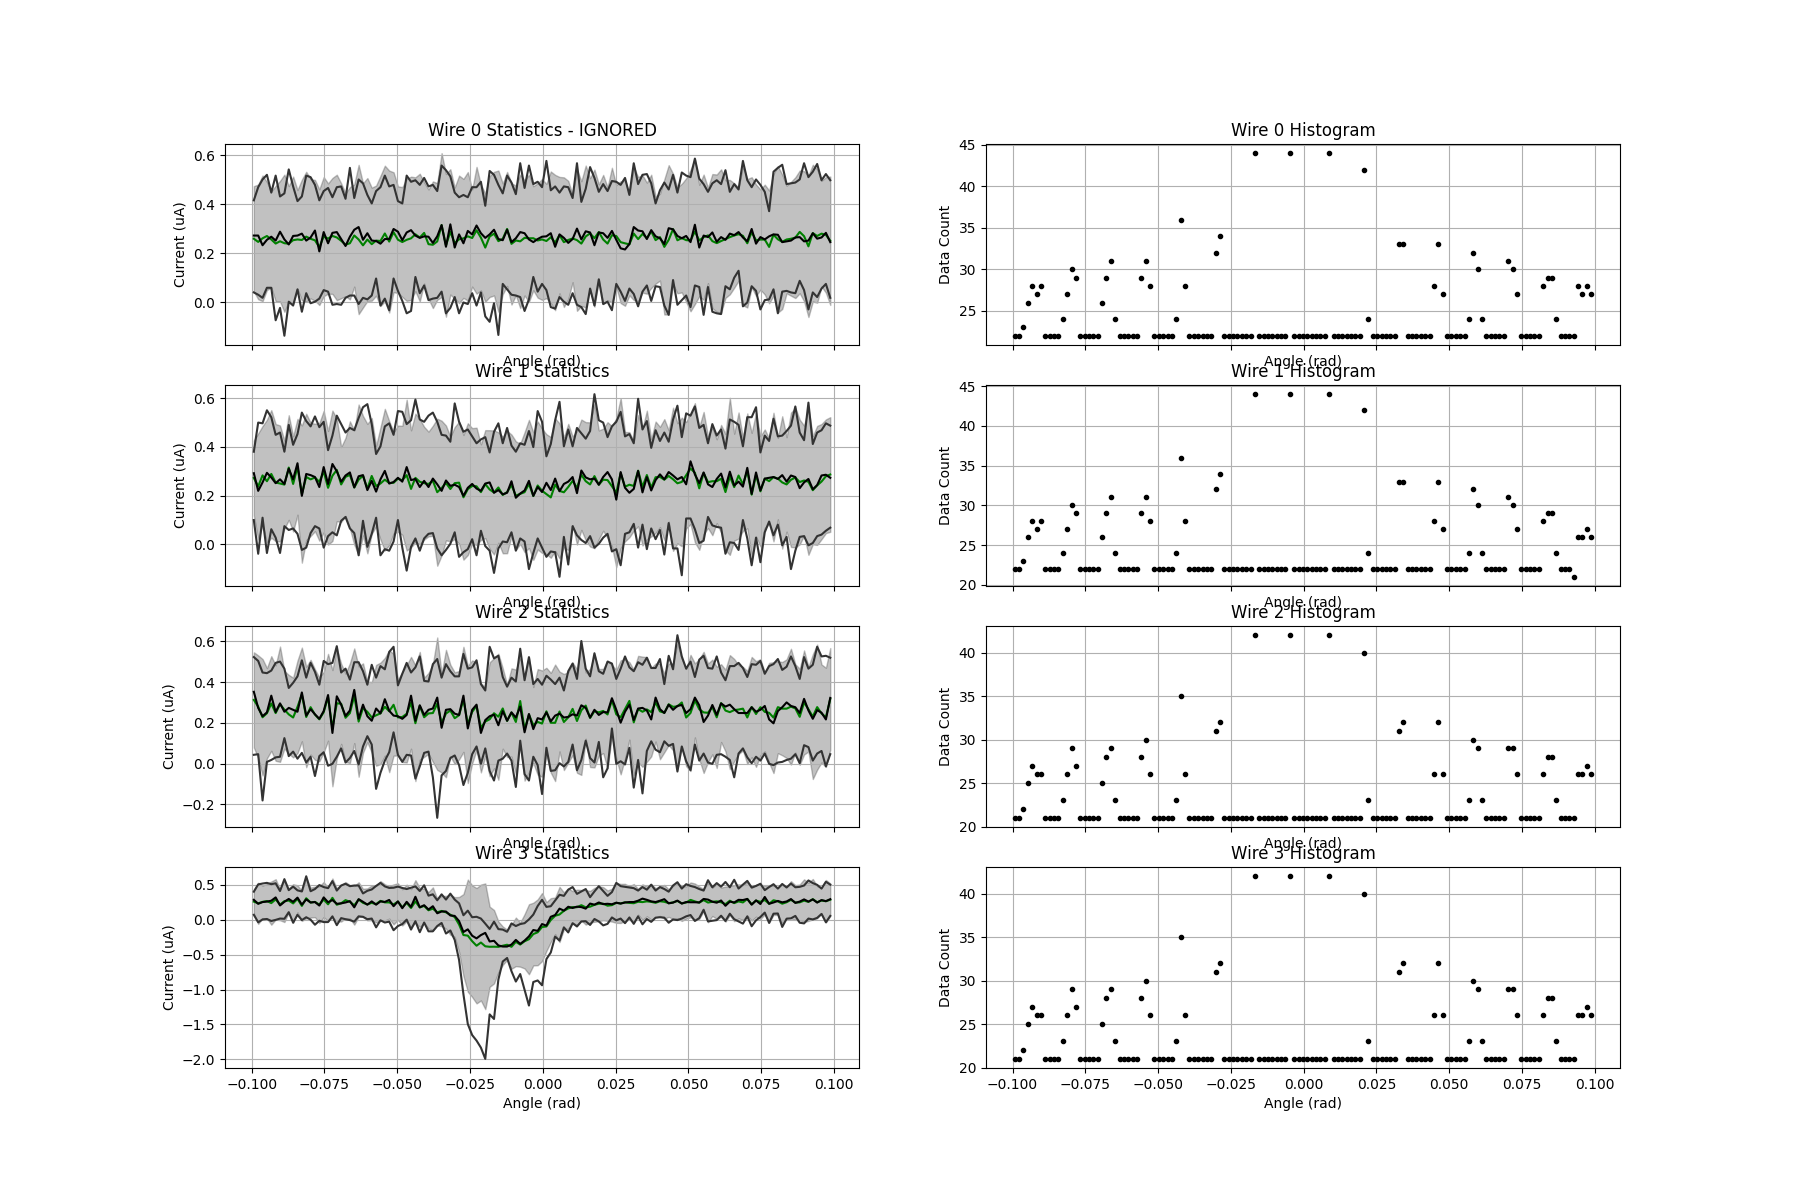 Wire 0 Statistics - IGNORED
Current (uA)
0.6
0.4
0.2
0.0
Angle (rad)
Wire 0 Histogram
Data Count
45
40
35
30
25
Angle (rad)
Wire 1 Statistics
Current (uA)
0.6
0.4
0.2
0.0
Angle (rad)
Wire 1 Histogram
Data Count
45
40
35
30
25
20
Angle (rad)
Wire 2 Statistics
Current (uA)
0.6
0.4
0.2
0.0
−0.2
Angle (rad)
Wire 2 Histogram
Data Count
40
35
30
25
20
Angle (rad)
Wire 3 Statistics
Current (uA)
0.5
0.0
−0.5
−1.0
−1.5
−2.0
−0.100 −0.075 −0.050 −0.025 0.000 0.025 0.050 0.075 0.100
Angle (rad)
Wire 3 Histogram
Data Count
40
35
30
25
20
−0.100 −0.075 −0.050 −0.025 0.000 0.025 0.050 0.075 0.100
Angle (rad)